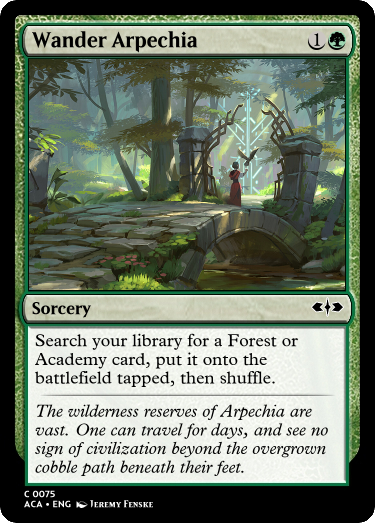 Wander Arpechia 1
Sorcery
Search your library for a Forest or
Academy card, put it onto the
battlefield tapped, then shuffle.
The wilderness reserves of Arpechia are
vast. One can travel for days, and see no
sign of civilization beyond the overgrown
cobble path beneath their feet.
C 0075
ACA • ENG Jeremy Fenske